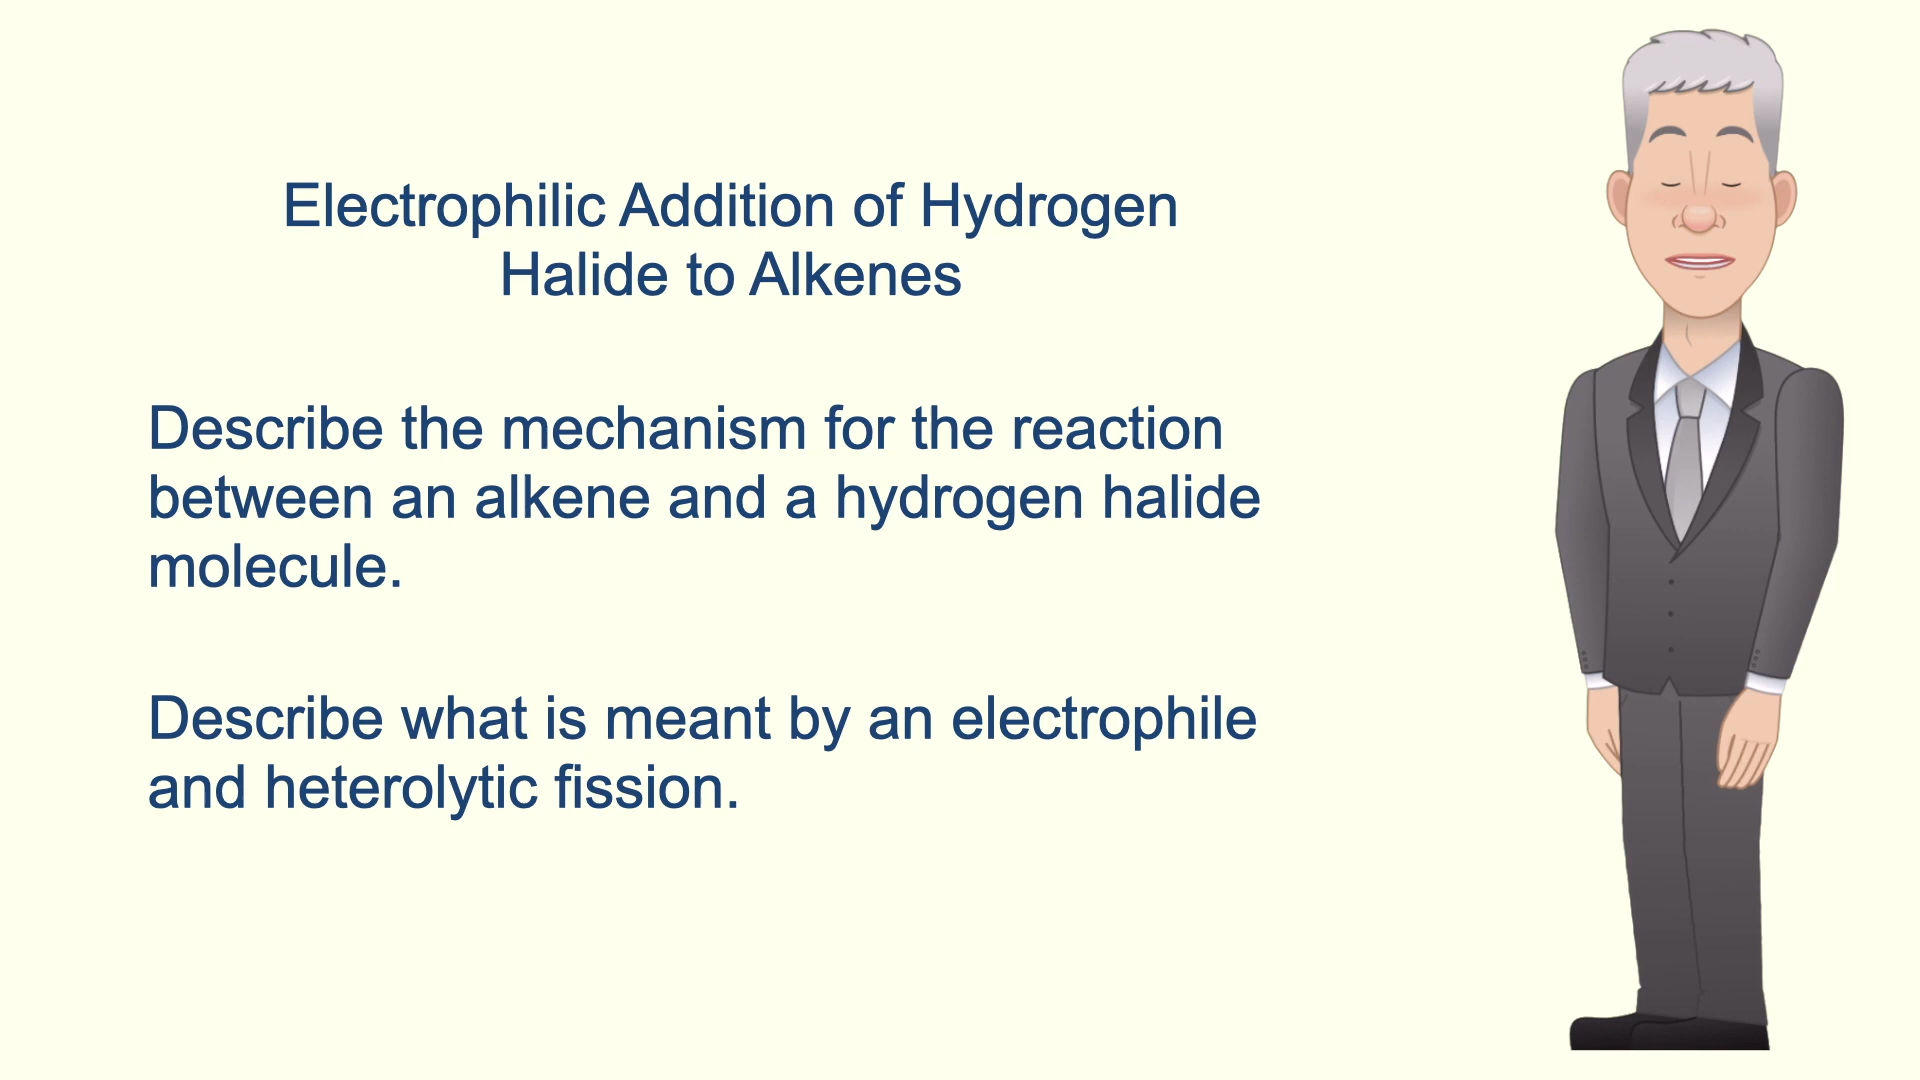 Electrophilic Addition of Hydrogen
Halide to Alkenes
Describe the mechanism for the reaction
between an alkene and a hydrogen halide
molecule.
Describe what is meant by an electrophile
and heterolytic fission.